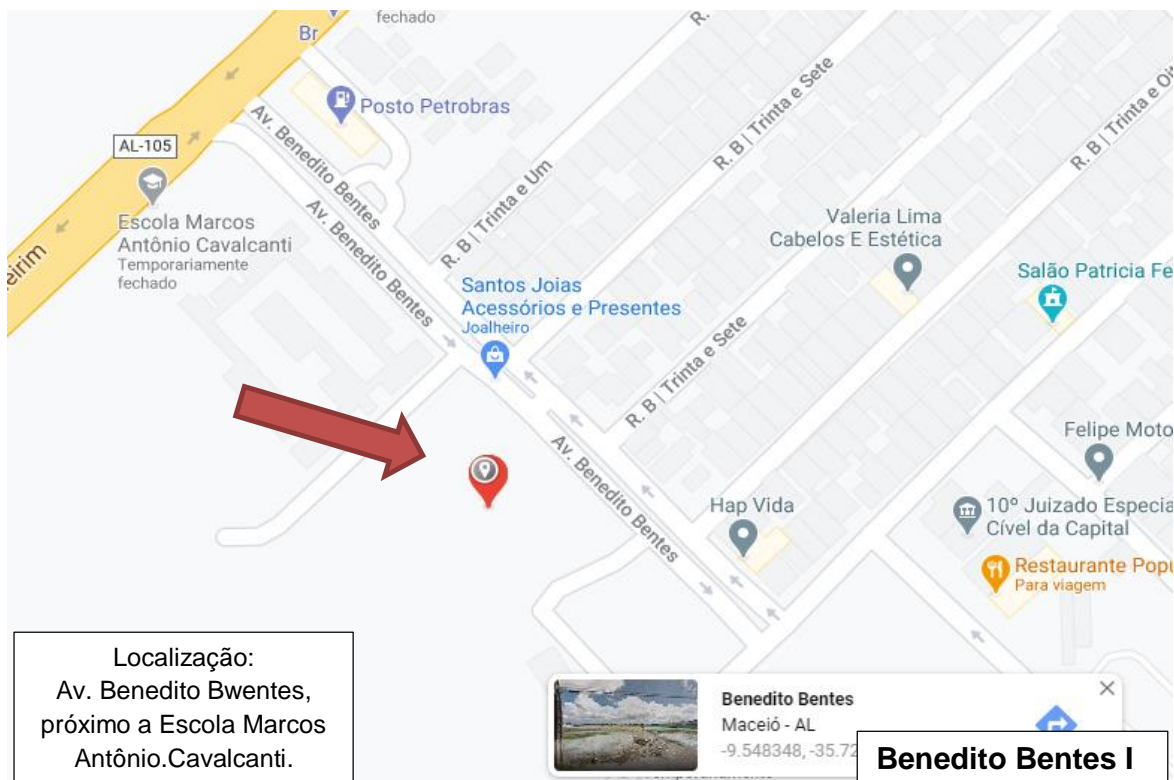 fechado
Br
Posto Petrobras
AL-105
Av. Benedito Bentes
Av. Benedito Bentes
Escola Marcos
Antônio Cavalcanti
Temporariamente
fechado
eirim
R.
R. B | Trinta e Um
R. B | Trinta e Sete
R. B | Trinta e Oit
Valeria Lima
Cabelos E Estética
Salão Patricia Fe
Santos Joias
Acessórios e Presentes
Joalheiro
R. B | Trinta e Sete
Av. Benedito Bentes
Felipe Moto
Hap Vida
10º Juizado Especia
Cível da Capital
Restaurante Popu
Para viagem
Localização:
Av. Benedito Bwentes,
próximo a Escola Marcos
Antônio.Cavalcanti.
Benedito Bentes
Maceió - AL
-9.548348, -35.72
Benedito Bentes I